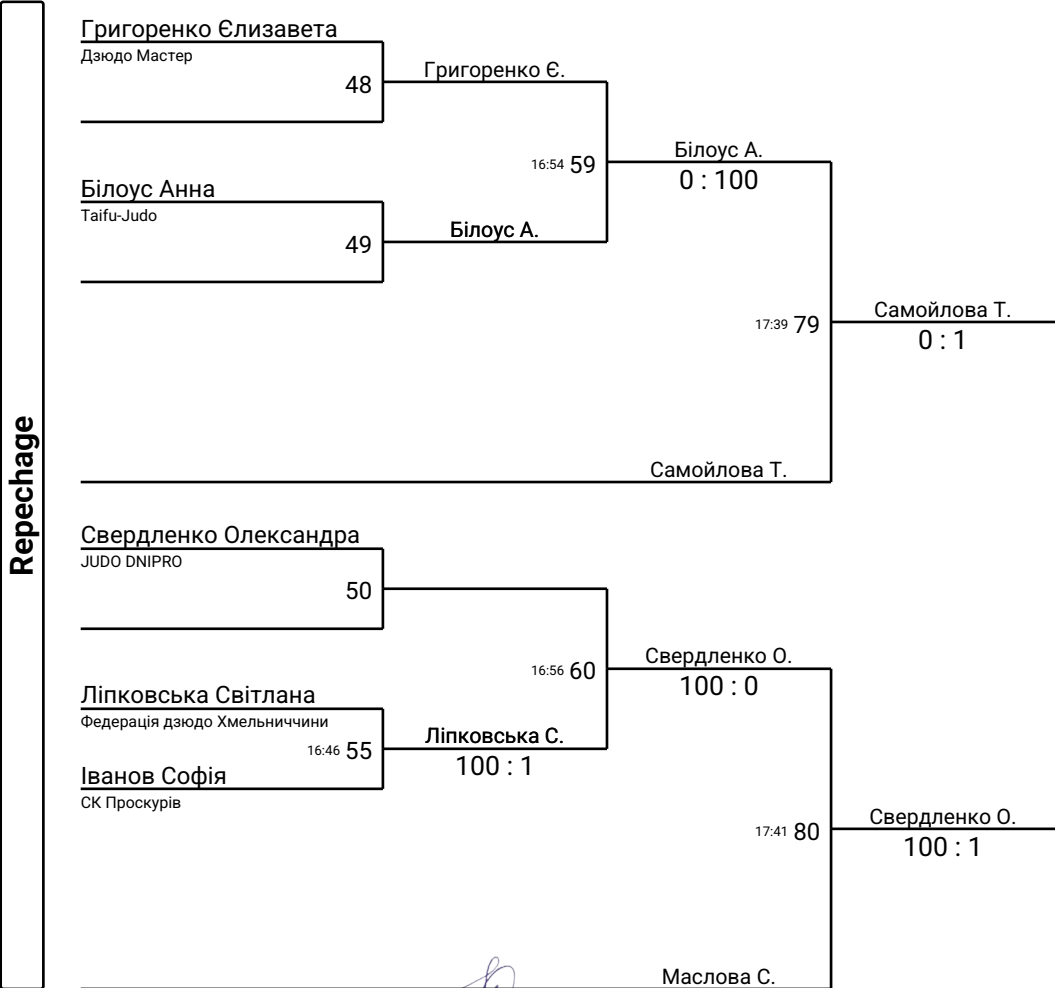 Repechage
Григоренко Єлизавета
Дзюдо Мастер
48
Григоренко Є.
16:54 59
Білоус А.
0 : 100
Білоус Анна
Taifu-Judo
49
Білоус А.
17:39 79
Самойлова Т.
0 : 1
Самойлова Т.
Свердленко Олександра
JUDO DNIPRO
50
16:56 60
Свердленко О.
100 : 0
Ліпковська Світлана
Федерація дзюдо Хмельниччини
16:46 55
Ліпковська С.
100 : 1
Іванов Софія
СК Проскурів
17:41 80
Свердленко О.
100 : 1
Маслова С.